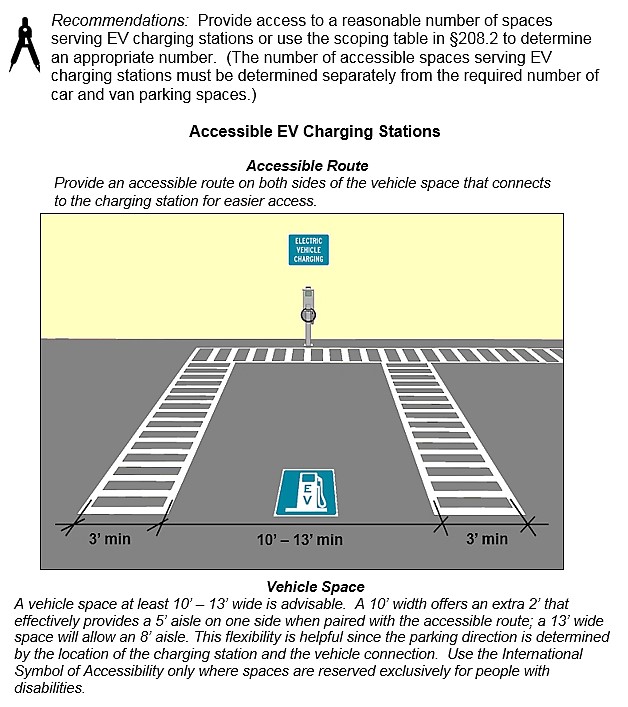 Recommendations:  Provide access to a reasonable number of spaces
serving EV charging stations or use the scoping table in §208.2 to determine
an appropriate number.  (The number of accessible spaces serving EV
charging stations must be determined separately from the required number of
car and van parking spaces.)
Accessible EV Charging Stations
Accessible Route
Provide an accessible route on both sides of the vehicle space that connects
to the charging station for easier access.
ELECTRIC
VEHICLE
CHARGING
EV
3’ min
10’ – 13’ min
3’ min
Vehicle Space
A vehicle space at least 10’ – 13’ wide is advisable.  A 10’ width offers an extra 2’ that
effectively provides a 5’ aisle on one side when paired with the accessible route; a 13’ wide
space will allow an 8’ aisle. This flexibility is helpful since the parking direction is determined
by the location of the charging station and the vehicle connection.  Use the International
Symbol of Accessibility only where spaces are reserved exclusively for people with
disabilities.